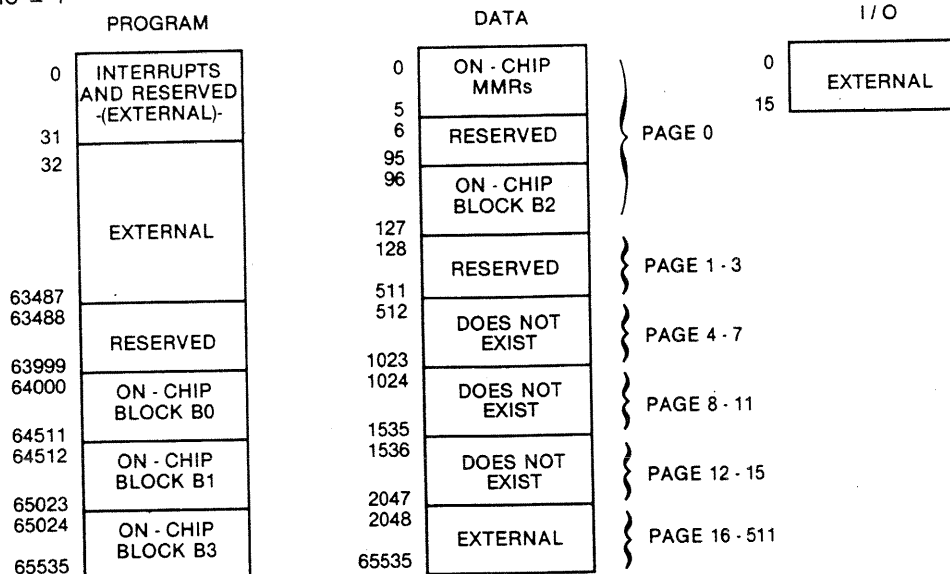 PROGRAM
0
INTERRUPTS
AND RESERVED
-(EXTERNAL)-
31
32
EXTERNAL
63487
63488
RESERVED
63999
64000
ON - CHIP
BLOCK B0
64511
64512
ON - CHIP
BLOCK B1
65023
65024
ON - CHIP
BLOCK B3
65535
DATA
0
ON - CHIP
MMRs
5
6
RESERVED
95
96
ON - CHIP
BLOCK B2
127
128
RESERVED
511
512
DOES NOT
EXIST
1023
1024
DOES NOT
EXIST
1535
1536
DOES NOT
EXIST
2047
2048
EXTERNAL
65535
PAGE 0
PAGE 1 - 3
PAGE 4 - 7
PAGE 8 - 11
PAGE 12 - 15
PAGE 16 - 511
I / O
0
EXTERNAL
15